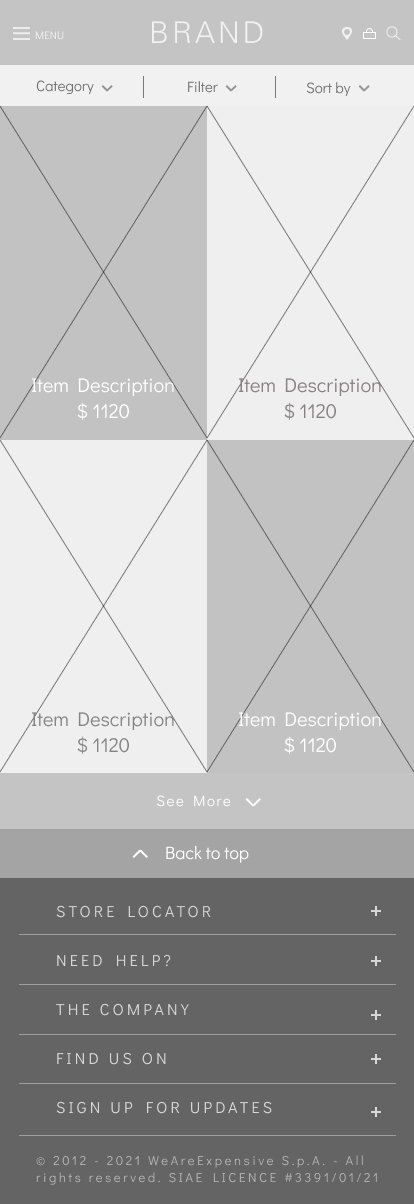 MENU BRAND
Category Filter Sort by
Item Description Item Description
$ 1120 $ 1120
Item Description Item Description
$ 1120 $ 1120
See More
Back to top
STORE LOCATOR +
NEED HELP? +
THE COMPANY +
FIND US ON +
SIGN UP FOR UPDATES +
© 2012 - 2021 WeAreExpensive S.p.A. - All
rights reserved. SIAE LICENCE #3391/01/21